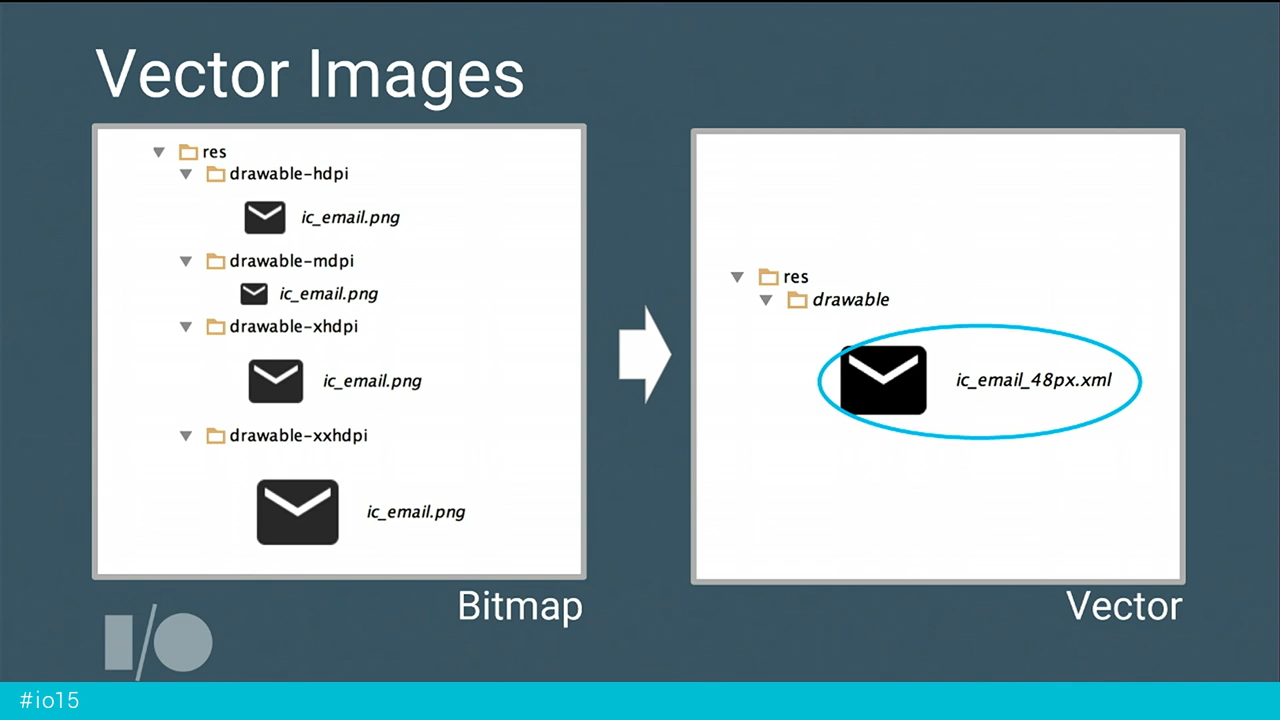 Vector Images
res
drawable-hdpi
ic_email.png
drawable-mdpi
ic_email.png
drawable-xhdpi
ic_email.png
drawable-xxhdpi
ic_email.png
Bitmap
res
drawable
ic_email_48px.xml
Vector
I/O
#io15